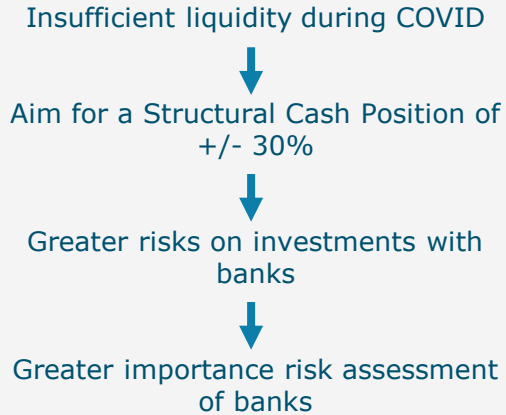 Insufficient liquidity during COVID
Aim for a Structural Cash Position of
+/- 30%
Greater risks on investments with
banks
Greater importance risk assessment
of banks